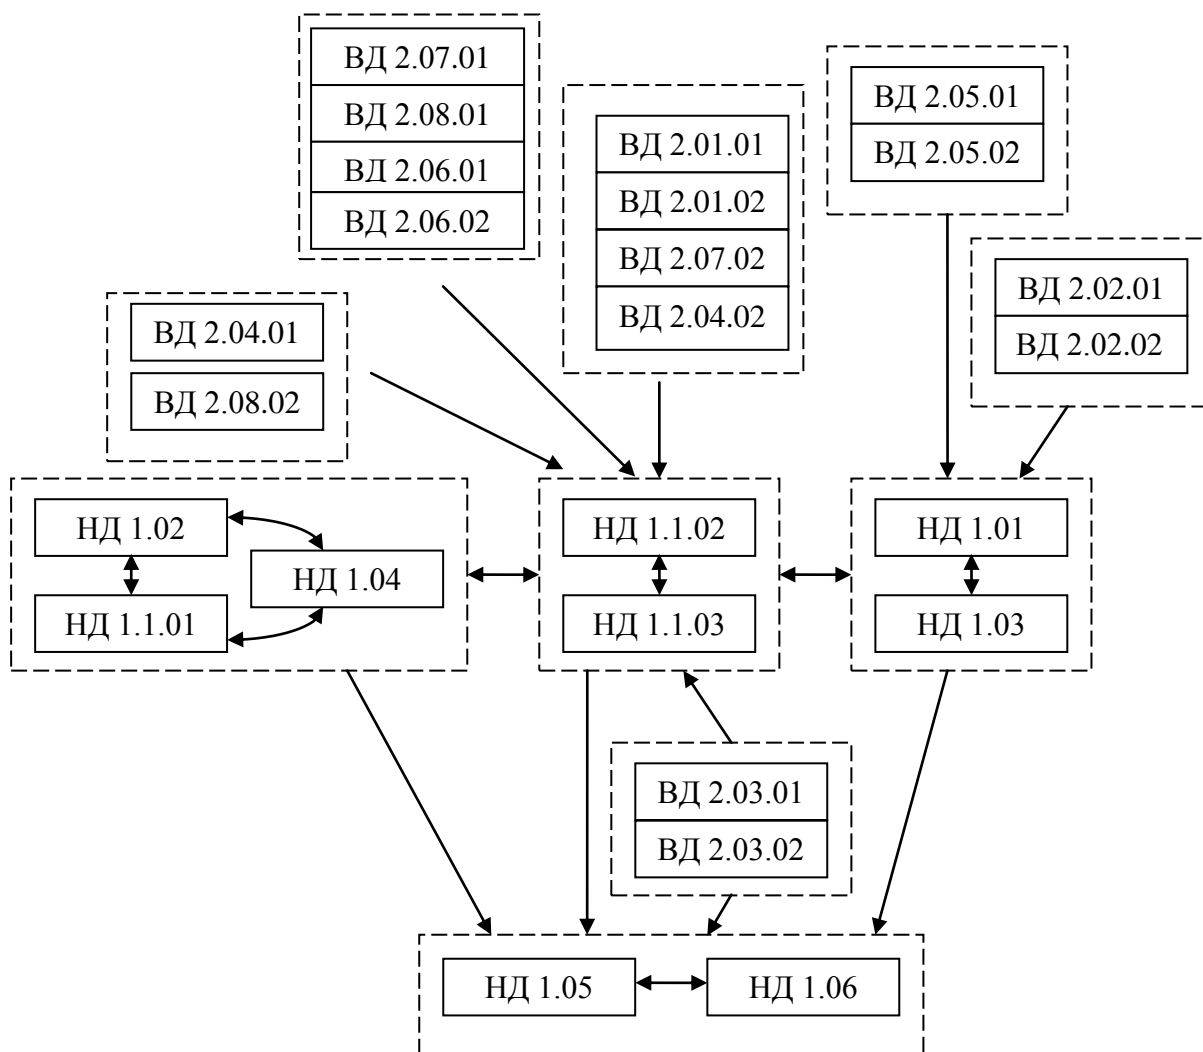 ВД 2.07.01
ВД 2.08.01
ВД 2.06.01
ВД 2.06.02
ВД 2.01.01
ВД 2.01.02
ВД 2.07.02
ВД 2.04.02
ВД 2.05.01
ВД 2.05.02
ВД 2.02.01
ВД 2.02.02
ВД 2.04.01
ВД 2.08.02
НД 1.02
НД 1.04
НД 1.1.01
НД 1.1.02
НД 1.1.03
НД 1.01
НД 1.03
ВД 2.03.01
ВД 2.03.02
НД 1.05
НД 1.06